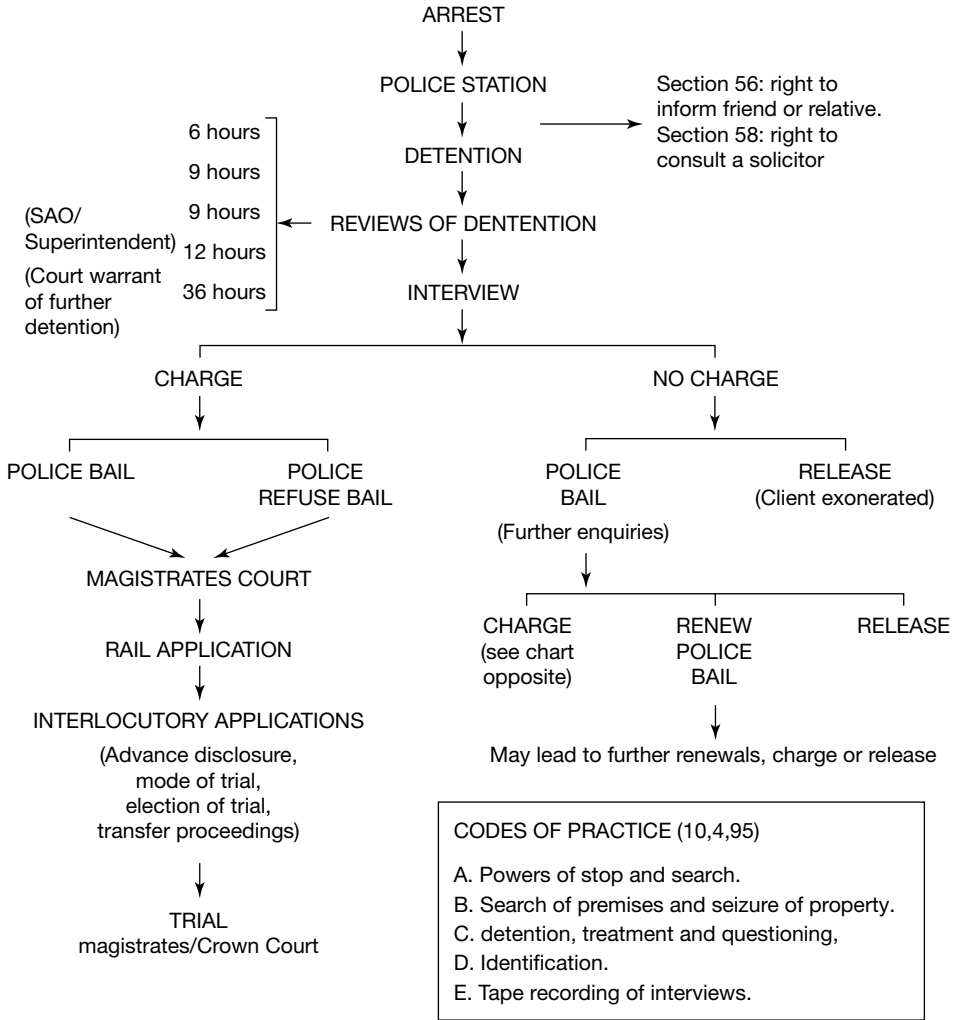 ARREST
POLICE STATION
Section 56: right to
inform friend or relative.
Section 58: right to
consult a solicitor
DETENTION
6 hours
9 hours
9 hours
12 hours
36 hours
(SAO/
Superintendent)
(Court warrant
of further
detention)
REVIEWS OF DENTENTION
INTERVIEW
CHARGE
NO CHARGE
POLICE BAIL
POLICE
REFUSE BAIL
POLICE
BAIL
(Further enquiries)
RELEASE
(Client exonerated)
MAGISTRATES COURT
RAIL APPLICATION
INTERLOCUTORY APPLICATIONS
(Advance disclosure,
mode of trial,
election of trial,
transfer proceedings)
TRIAL
magistrates/Crown Court
CHARGE
(see chart
opposite)
RENEW
POLICE
BAIL
RELEASE
May lead to further renewals, charge or release
CODES OF PRACTICE (10,4,95)
A. Powers of stop and search.
B. Search of premises and seizure of property.
C. detention, treatment and questioning,
D. Identification.
E. Tape recording of interviews.